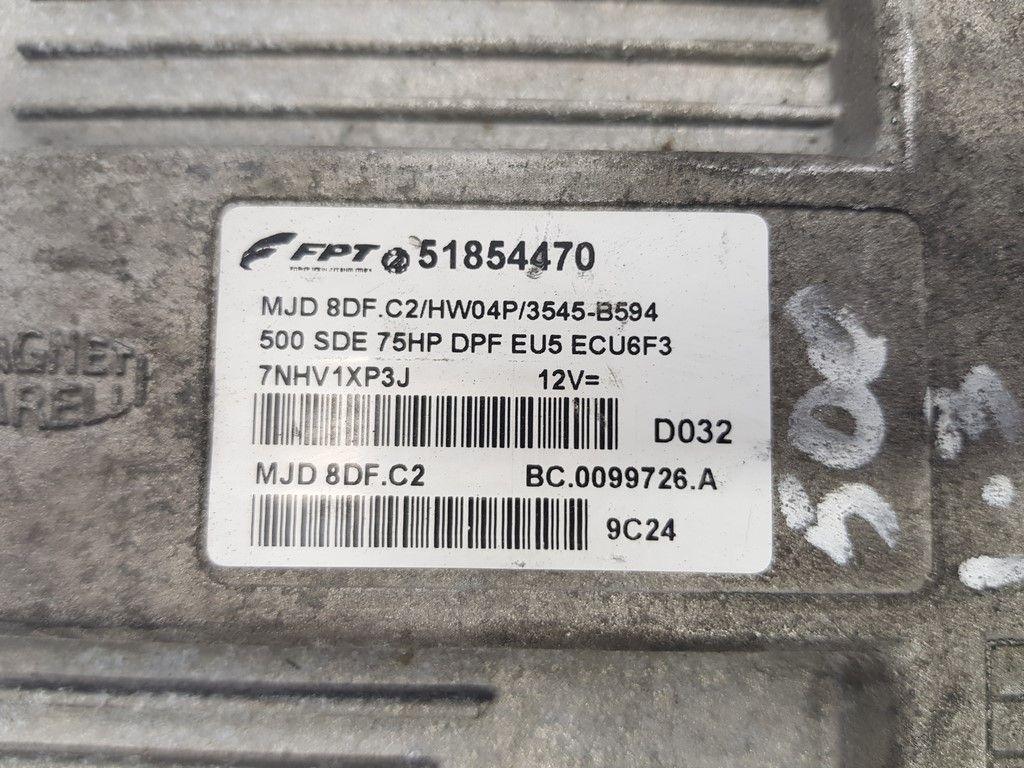 FPT 51854470
MJD 8DF.C2/HW04P/3545-B594
500 SDE 75HP DPF EU5 ECU6F3
7NHV1XP3J 12V=
D032
MJD 8DF.C2 BC.0099726.A
9C24
500